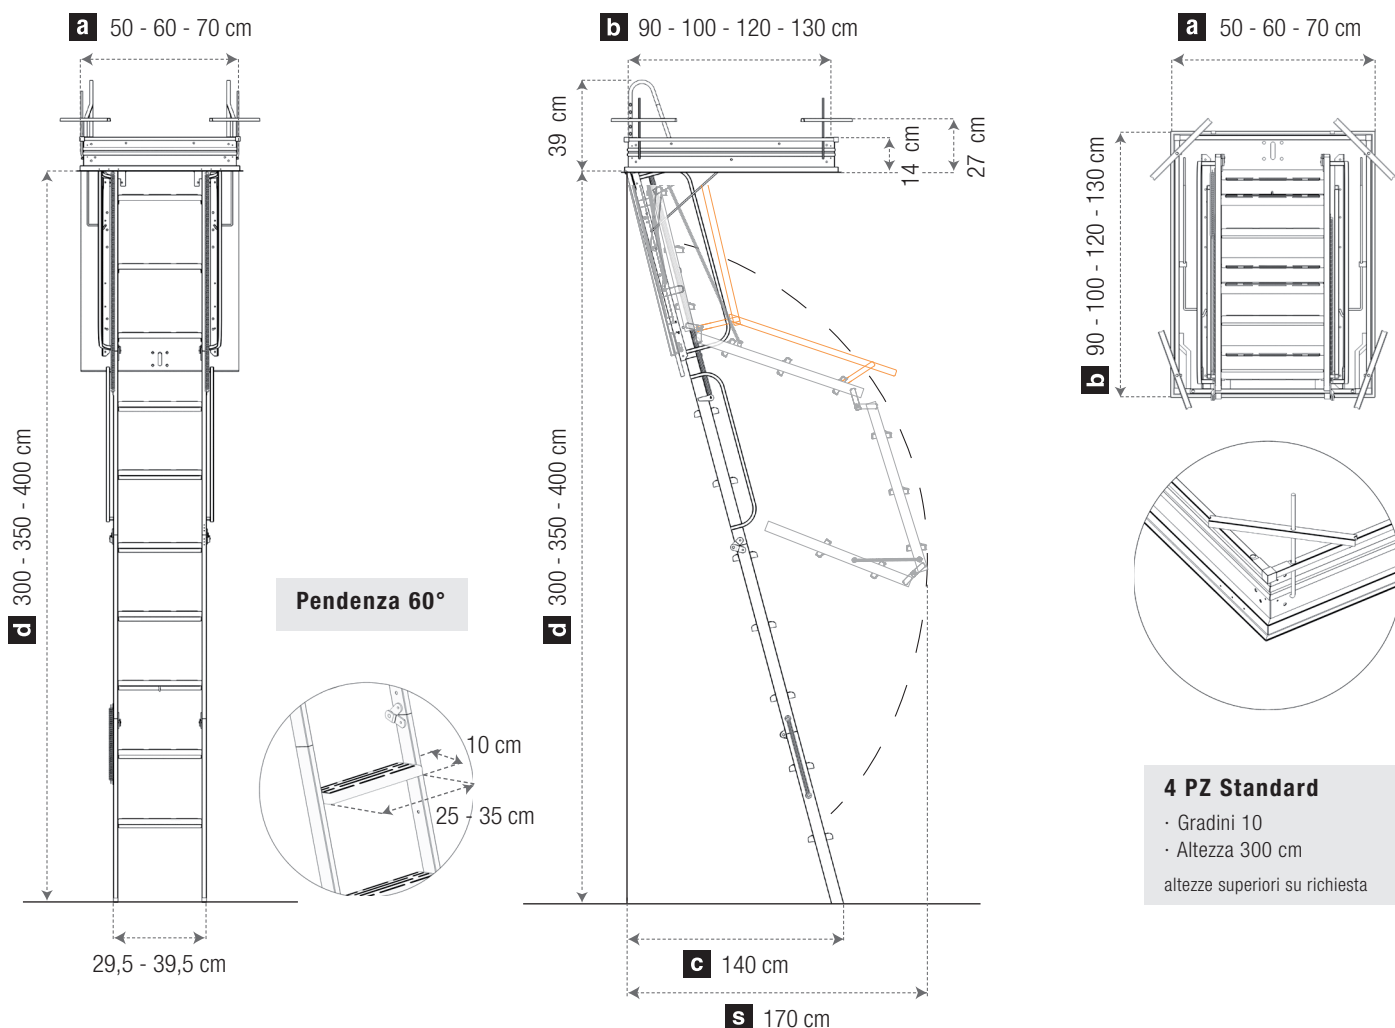 a 50 - 60 - 70 cm
b 90 - 100 - 120 - 130 cm
a 50 - 60 - 70 cm
39 cm
14 cm
27 cm
b 90 - 100 - 120 - 130 cm
d 300 - 350 - 400 cm
d 300 - 350 - 400 cm
Pendenza 60°
10 cm
25 - 35 cm
4 PZ Standard
· Gradini 10
· Altezza 300 cm
altezze superiori su richiesta
29,5 - 39,5 cm
c 140 cm
s 170 cm